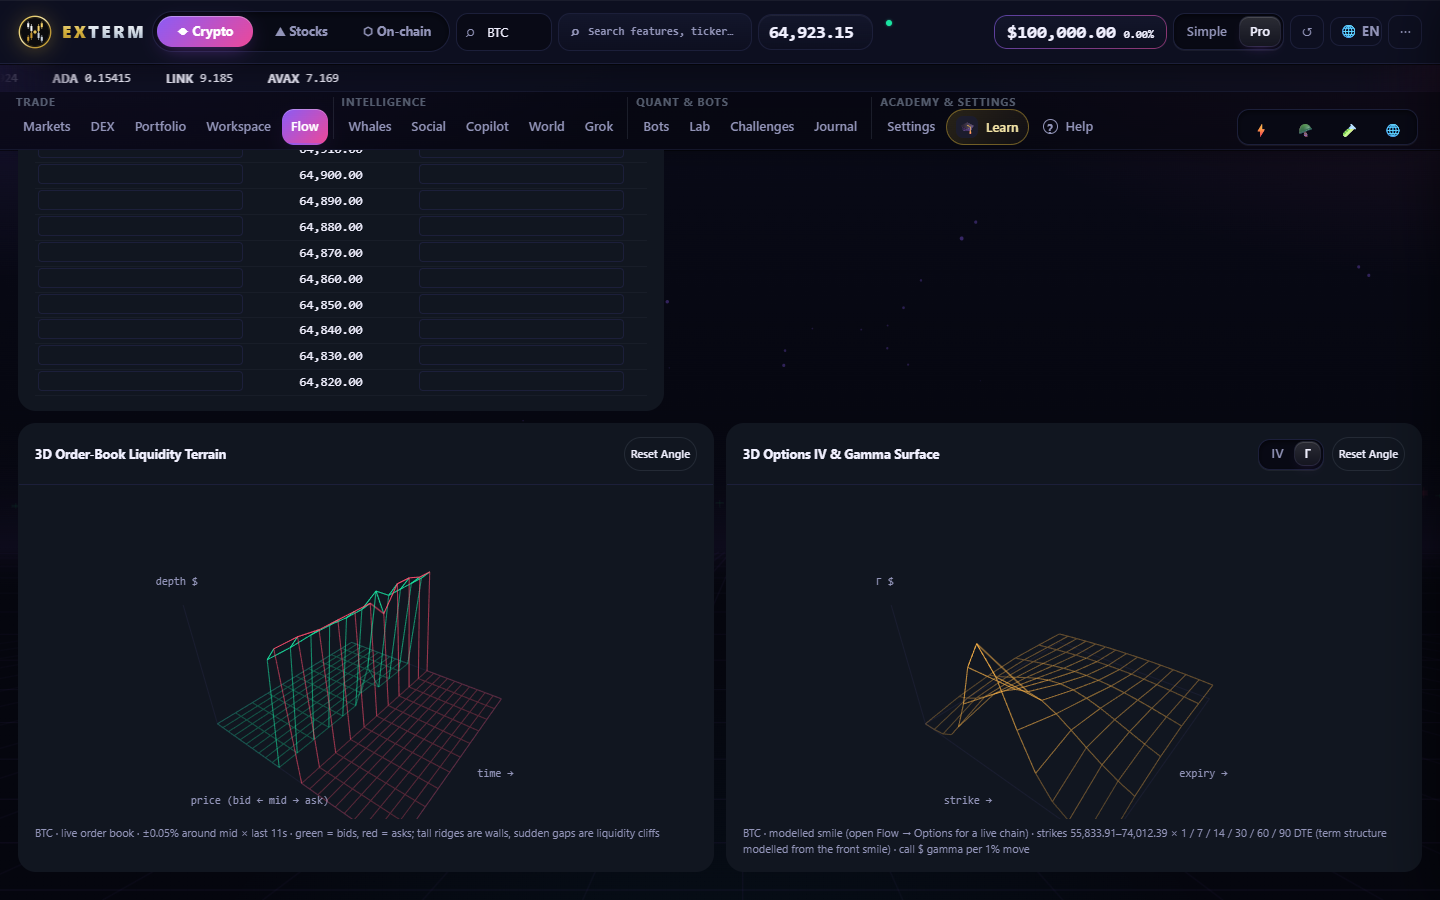 EXTERM
Crypto
Stocks
On-chain
BTC
search features, ticker…
64,923.15
$100,000.00 0.00%
Simple
Pro
EN
24 ADA 0.15415 LINK 9.185 AVAX 7.169
TRADE
INTELLIGENCE
QUANT & BOTS
ACADEMY & SETTINGS
Markets DEX Portfolio Workspace Flow Whales Social Copilot World Grok Bots Lab Challenges Journal Settings Learn Help
64,910.00
64,900.00
64,890.00
64,880.00
64,870.00
64,860.00
64,850.00
64,840.00
64,830.00
64,820.00
3D Order-Book Liquidity Terrain
Reset Angle
depth $
time →
price (bid ← mid → ask)
BTC · live order book · ±0.05% around mid × last 11s · green = bids, red = asks; tall ridges are walls, sudden gaps are liquidity cliffs
3D Options IV & Gamma Surface
IV Γ
Reset Angle
Γ $
expiry →
strike →
BTC · modelled smile (open Flow → Options for a live chain) · strikes 55,833.91–74,012.39 × 1 / 7 / 14 / 30 / 60 / 90 DTE (term structure
modelled from the front smile) · call $ gamma per 1% move